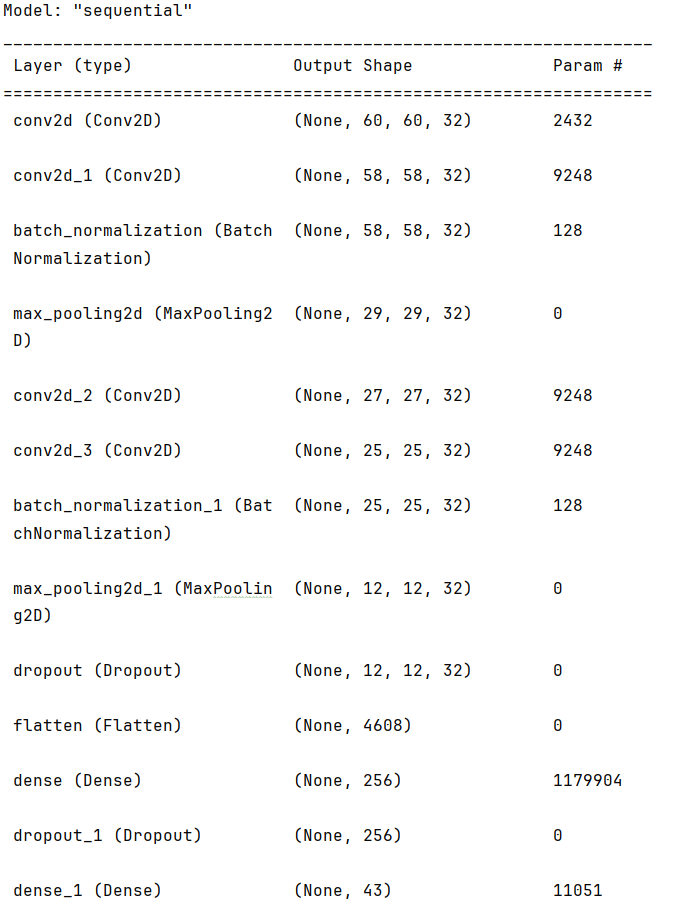 Model: "sequential"
_________________________________________________________________
Layer (type) Output Shape Param #
=================================================================
conv2d (Conv2D) (None, 60, 60, 32) 2432
conv2d_1 (Conv2D) (None, 58, 58, 32) 9248
batch_normalization (Batch (None, 58, 58, 32) 128
Normalization)
max_pooling2d (MaxPooling2 (None, 29, 29, 32) 0
D)
conv2d_2 (Conv2D) (None, 27, 27, 32) 9248
conv2d_3 (Conv2D) (None, 25, 25, 32) 9248
batch_normalization_1 (Bat (None, 25, 25, 32) 128
chNormalization)
max_pooling2d_1 (MaxPoolin (None, 12, 12, 32) 0
g2D)
dropout (Dropout) (None, 12, 12, 32) 0
flatten (Flatten) (None, 4608) 0
dense (Dense) (None, 256) 1179904
dropout_1 (Dropout) (None, 256) 0
dense_1 (Dense) (None, 43) 11051